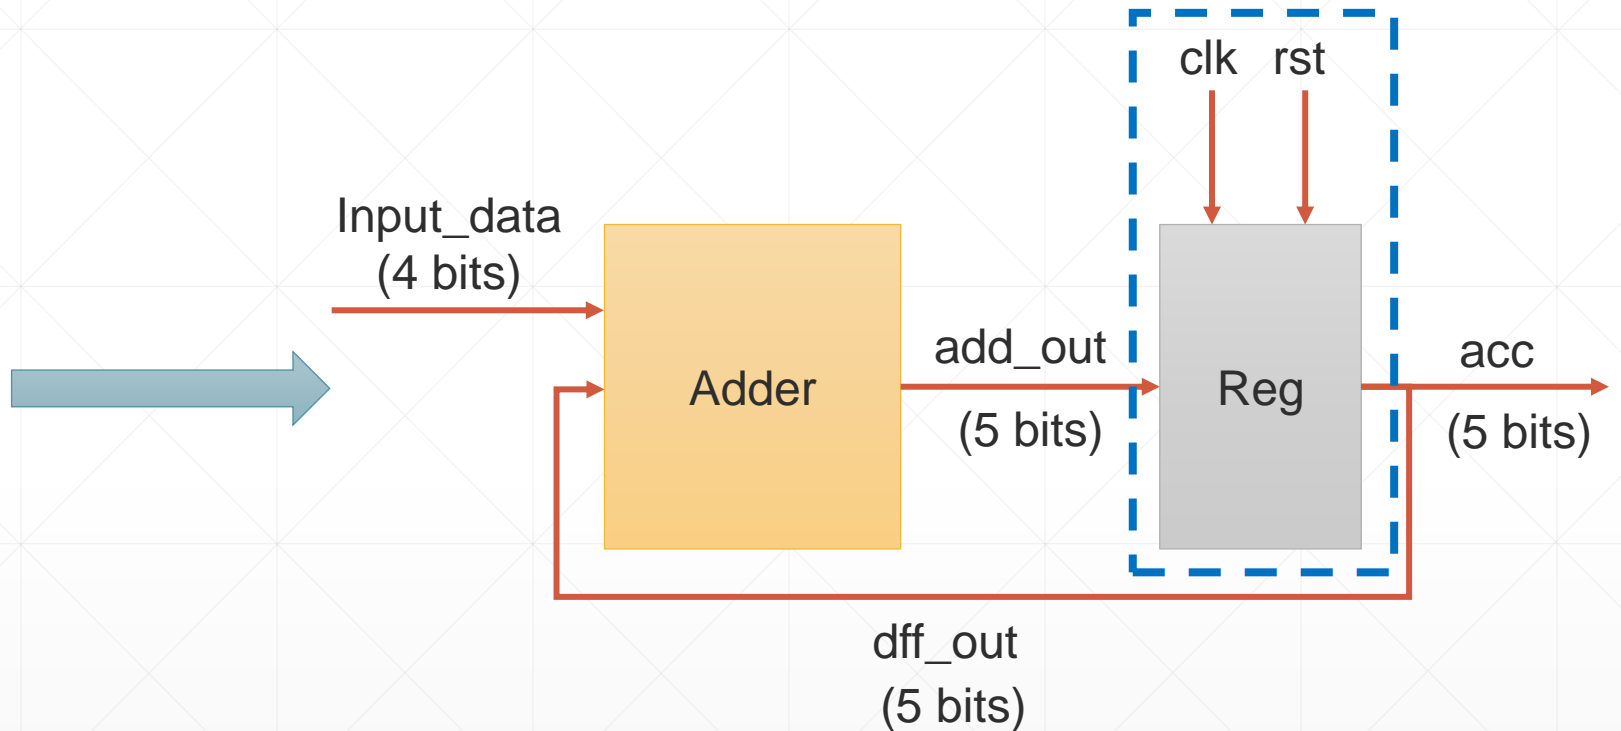 clk rst
Input_data
(4 bits)
Adder
add_out
(5 bits)
Reg
acc
(5 bits)
dff_out
(5 bits)